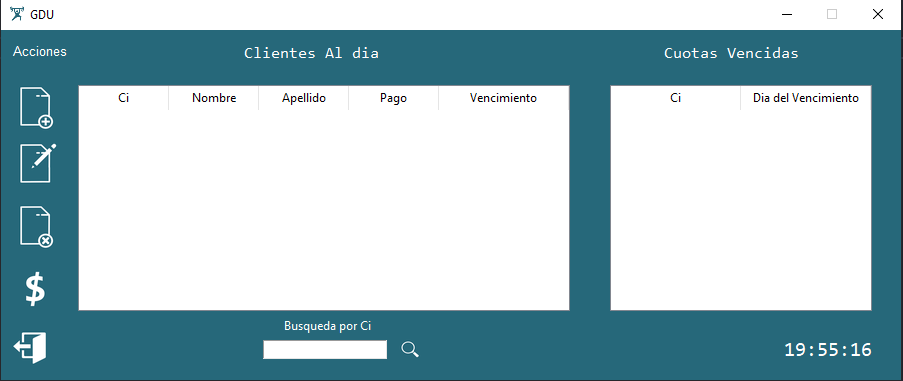 GDU
Acciones
Clientes Al dia
Cuotas Vencidas
Ci Nombre Apellido Pago Vencimiento
Ci Dia del Vencimiento
$
Busqueda por Ci
19:55:16